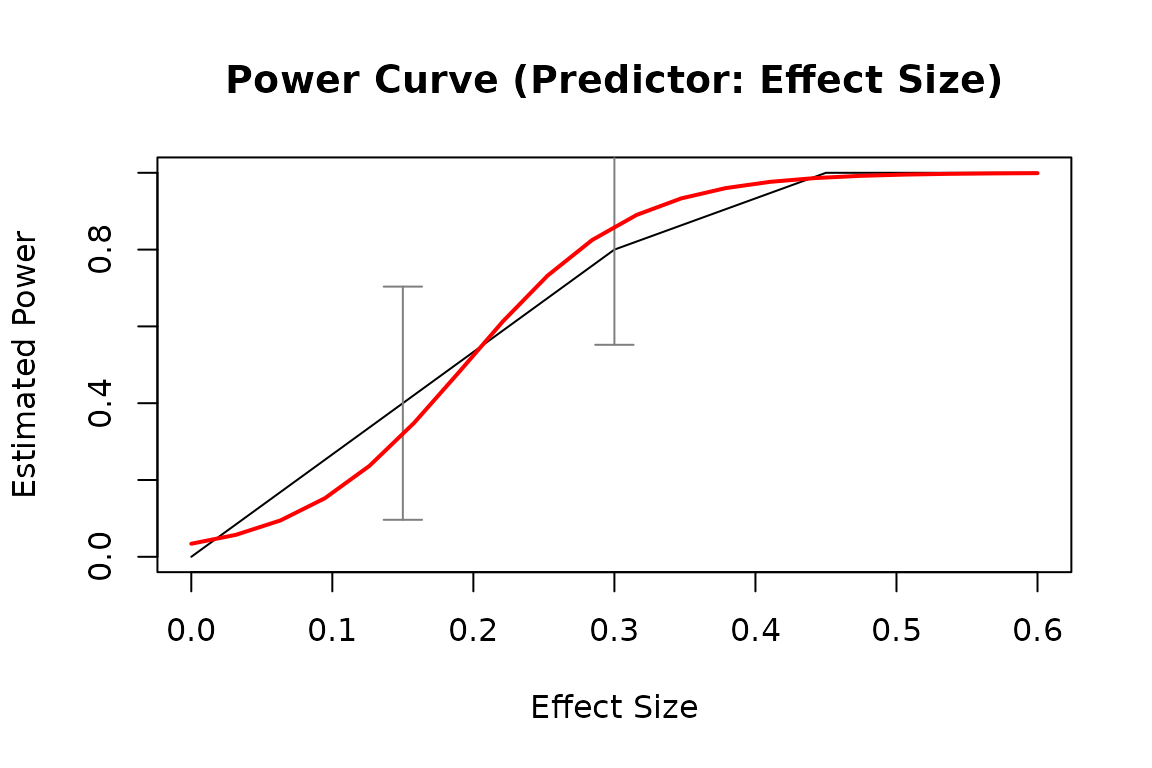 Power Curve (Predictor: Effect Size)
Estimated Power
0.8
0.4
0.0
0.0 0.1 0.2 0.3 0.4 0.5 0.6
Effect Size